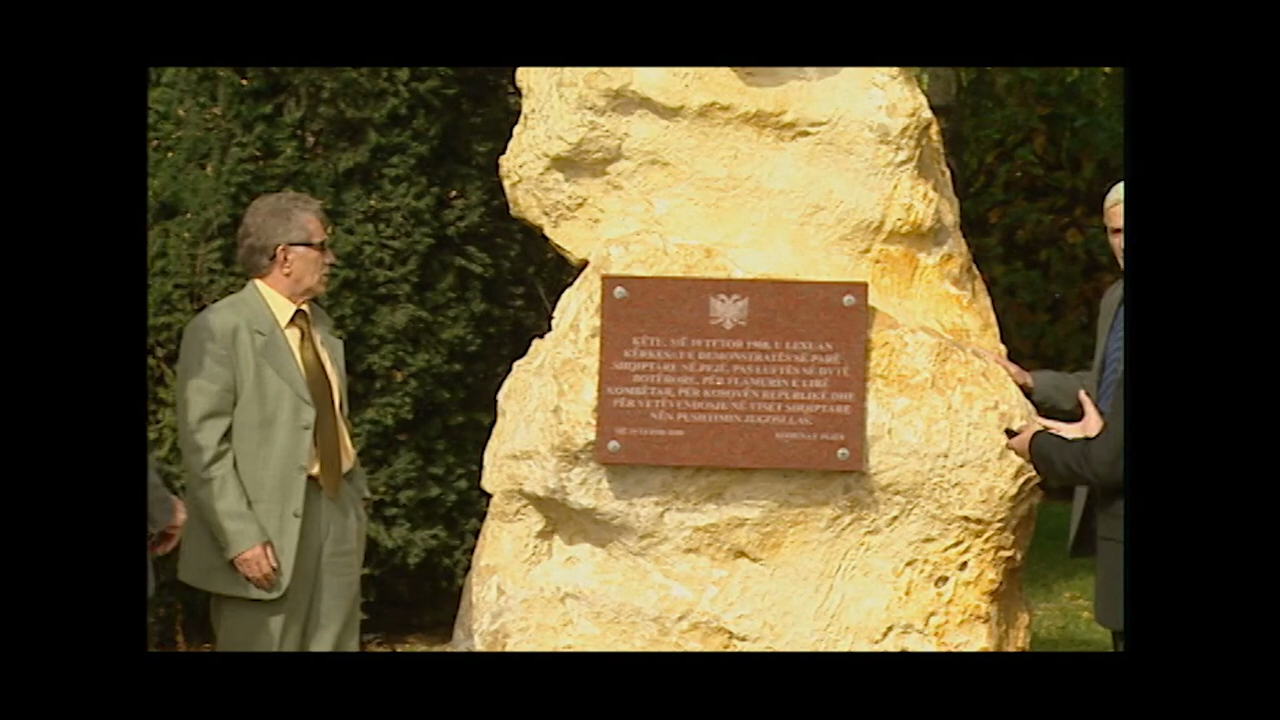 KËTU, MË 19 TETOR 1968, U LEXUAN
KËRKESAT E DEMONSTRATËS SË PARË
SHQIPTARE NË PEJË, PAS LUFTËS SË DYTË
BOTËRORE, PËR FLAMURIN E LIRË
KOMBËTAR, PËR KOSOVËN REPUBLIKË DHE
PËR VETËVENDOSJE NË VISET SHQIPTARE
NËN PUSHTIMIN JUGOSLLAV.